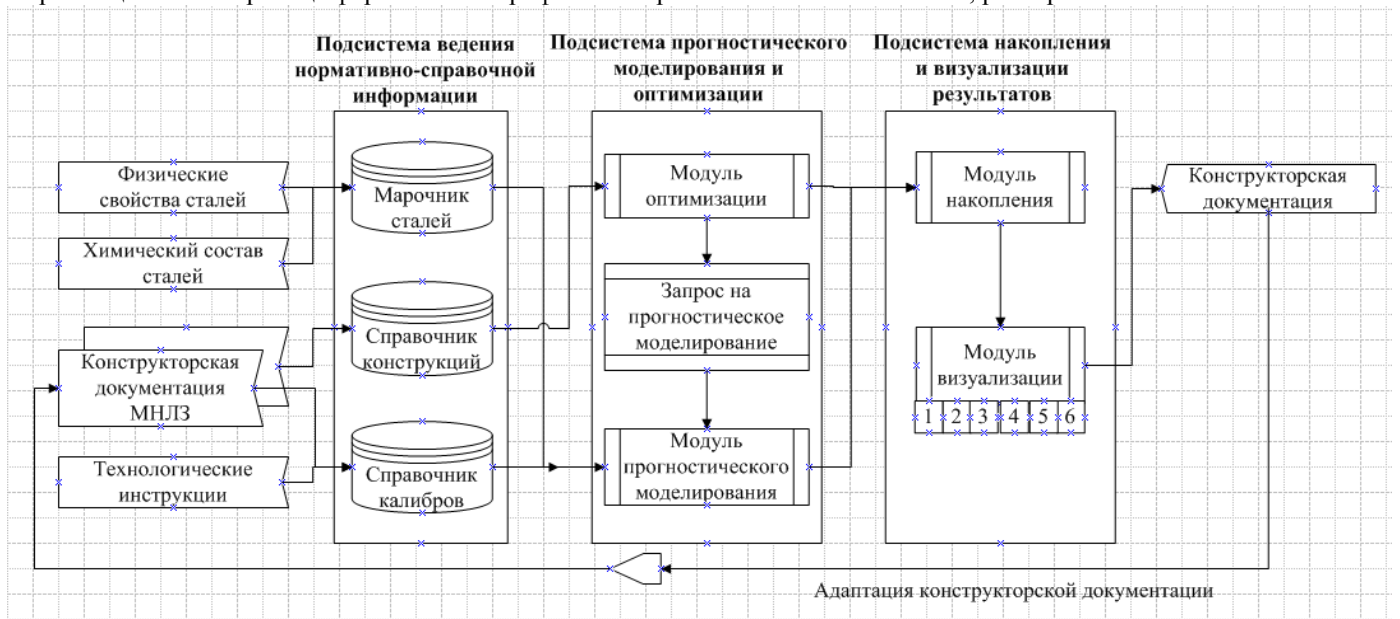 Подсистема ведения
нормативно-справочной
информации
Подсистема прогностического
моделирования и
оптимизации
Подсистема накопления
и визуализации
результатов
Физические
свойства сталей
Химический состав
сталей
Конструкторская
документация
МНЛЗ
Технологические
инструкции
Марочник
сталей
Справочник
конструкций
Справочник
калибров
Модуль
оптимизации
Запрос на
прогностическое
моделирование
Модуль
прогностического
моделирования
Модуль
накопления
Модуль
визуализации
1 2 3 4 5 6
Конструкторская
документация
Адаптация конструкторской документации